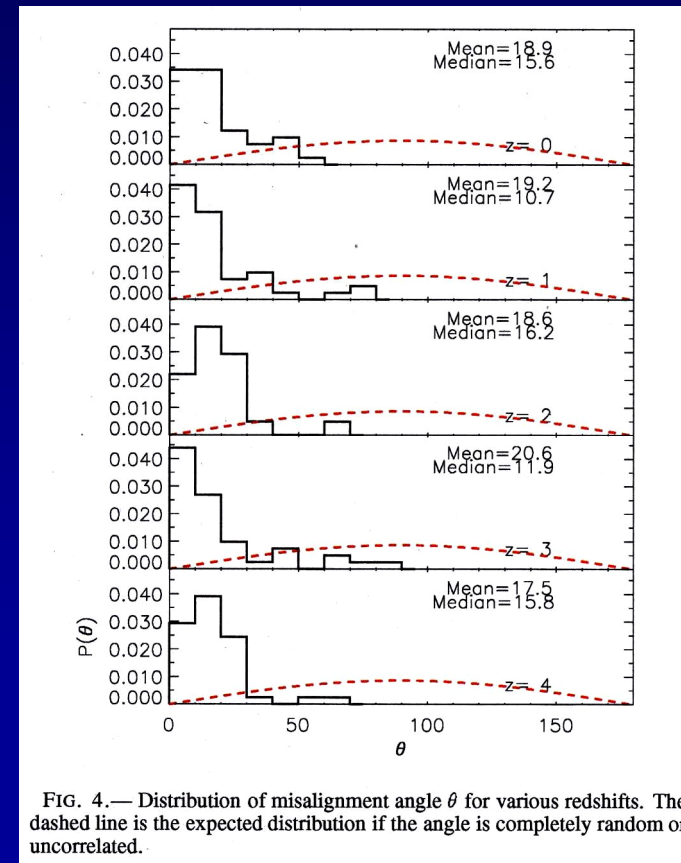 Mean=18.9
Median=15.6
0.040
0.030
0.020
0.010
0.000
z= 0
Mean=19.2
Median=10.7
0.040
0.030
0.020
0.010
0.000
z= 1
Mean=18.6
Median=16.2
0.040
0.030
0.020
0.010
0.000
z= 2
Mean=20.6
Median=11.9
0.040
0.030
0.020
0.010
0.000
z= 3
Mean=17.5
Median=15.8
0.040
0.030
0.020
0.010
0.000
z= 4
P(θ)
0 50 100 150
θ
FIG. 4.— Distribution of misalignment angle θ for various redshifts. The
dashed line is the expected distribution if the angle is completely random or
uncorrelated.